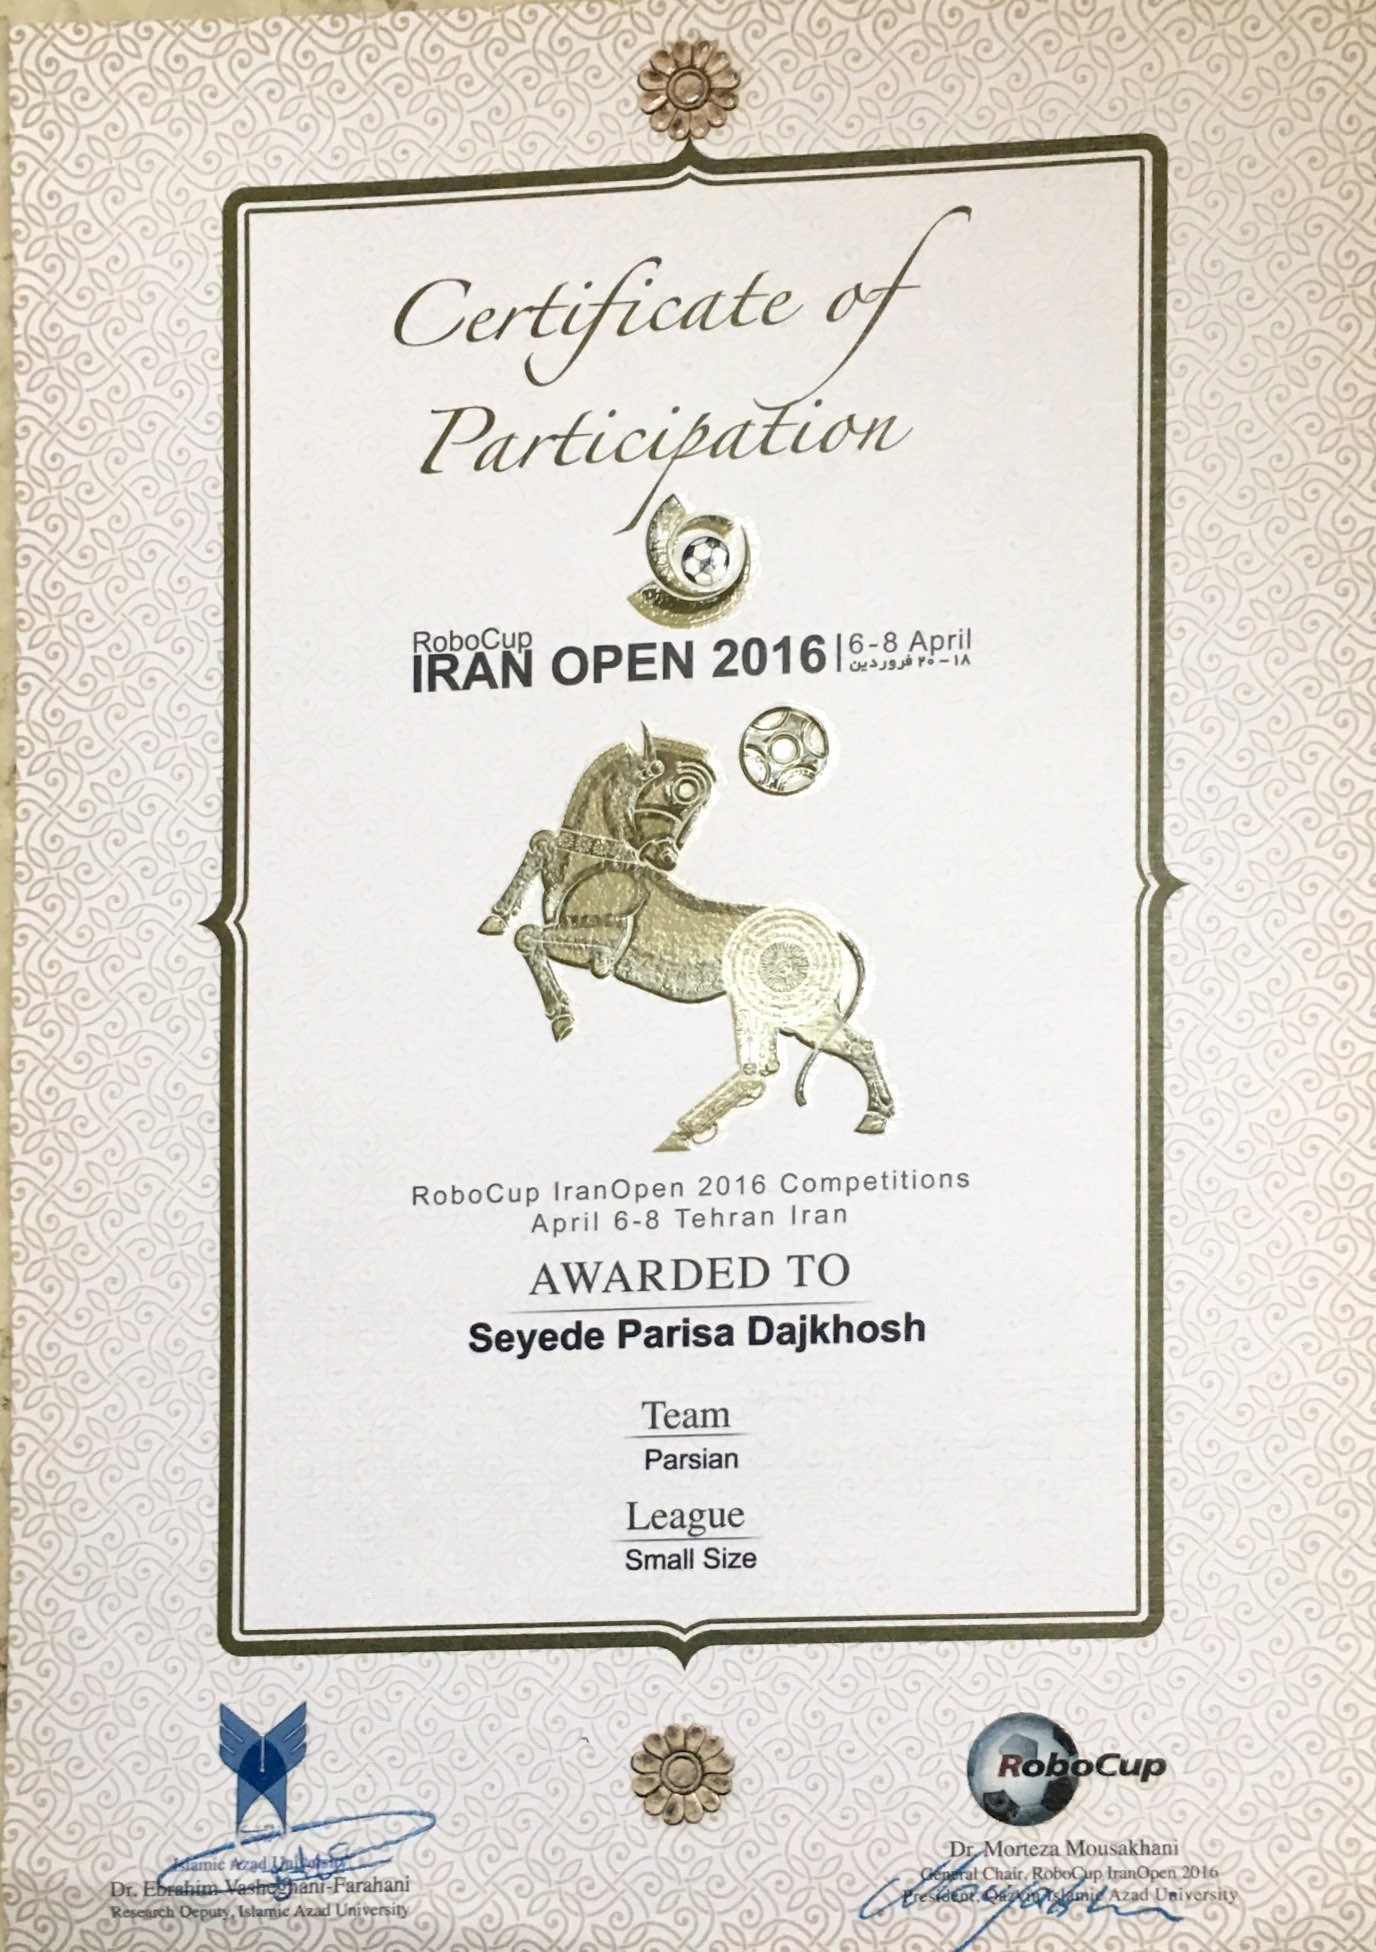 Certificate of
Participation
RoboCup
IRAN OPEN 2016
6-8 April
۱۸ - ۲۰ فروردین
RoboCup IranOpen 2016 Competitions
April 6-8 Tehran Iran
AWARDED TO
Seyede Parisa Dajkhosh
Team
Parsian
League
Small Size
Islamic Azad University
Dr. Ebrahim Vasheghani-Farahani
Research Deputy, Islamic Azad University
RoboCup
Dr. Morteza Mousakhani
General Chair, RoboCup IranOpen 2016
President, Qazvin Islamic Azad University